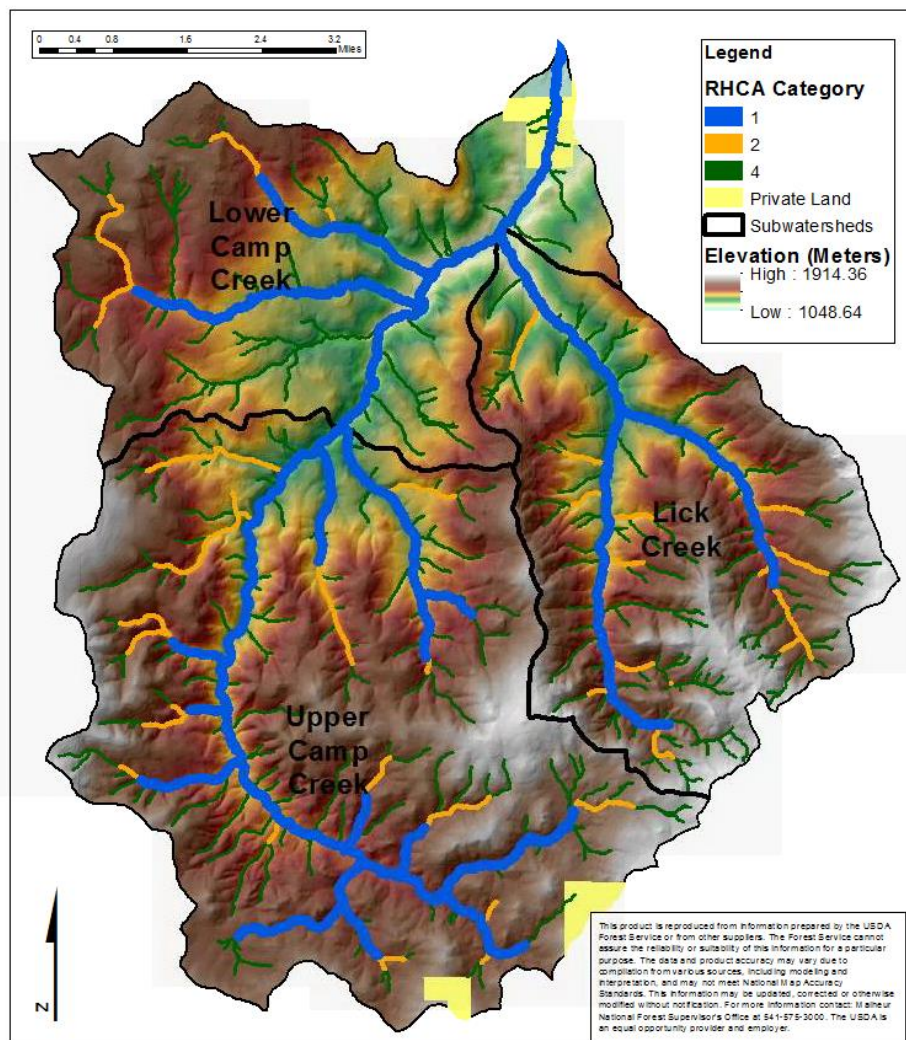 0 0.4 0.8 1.6 2.4 3.2
Miles
Legend
RHCA Category
1
2
4
Private Land
Subwatersheds
Elevation (Meters)
High : 1914.36
Low : 1048.64
Lower
Camp
Creek
Lick
Creek
Upper
Camp
Creek
N
This product is reproduced from information prepared by the USDA
Forest Service or from other suppliers. The Forest Service cannot
assure the reliability or suitability of this information for a particular
purpose. The data and product accuracy may vary due to
compilation from various sources, including modeling and
interpretation, and may not meet National Map Accuracy
Standards. This information may be updated, corrected or otherwise
modified without notification. For more information contact: Malheur
National Forest Supervisor's Office at 541-575-3000. The USDA is
an equal opportunity provider and employer.